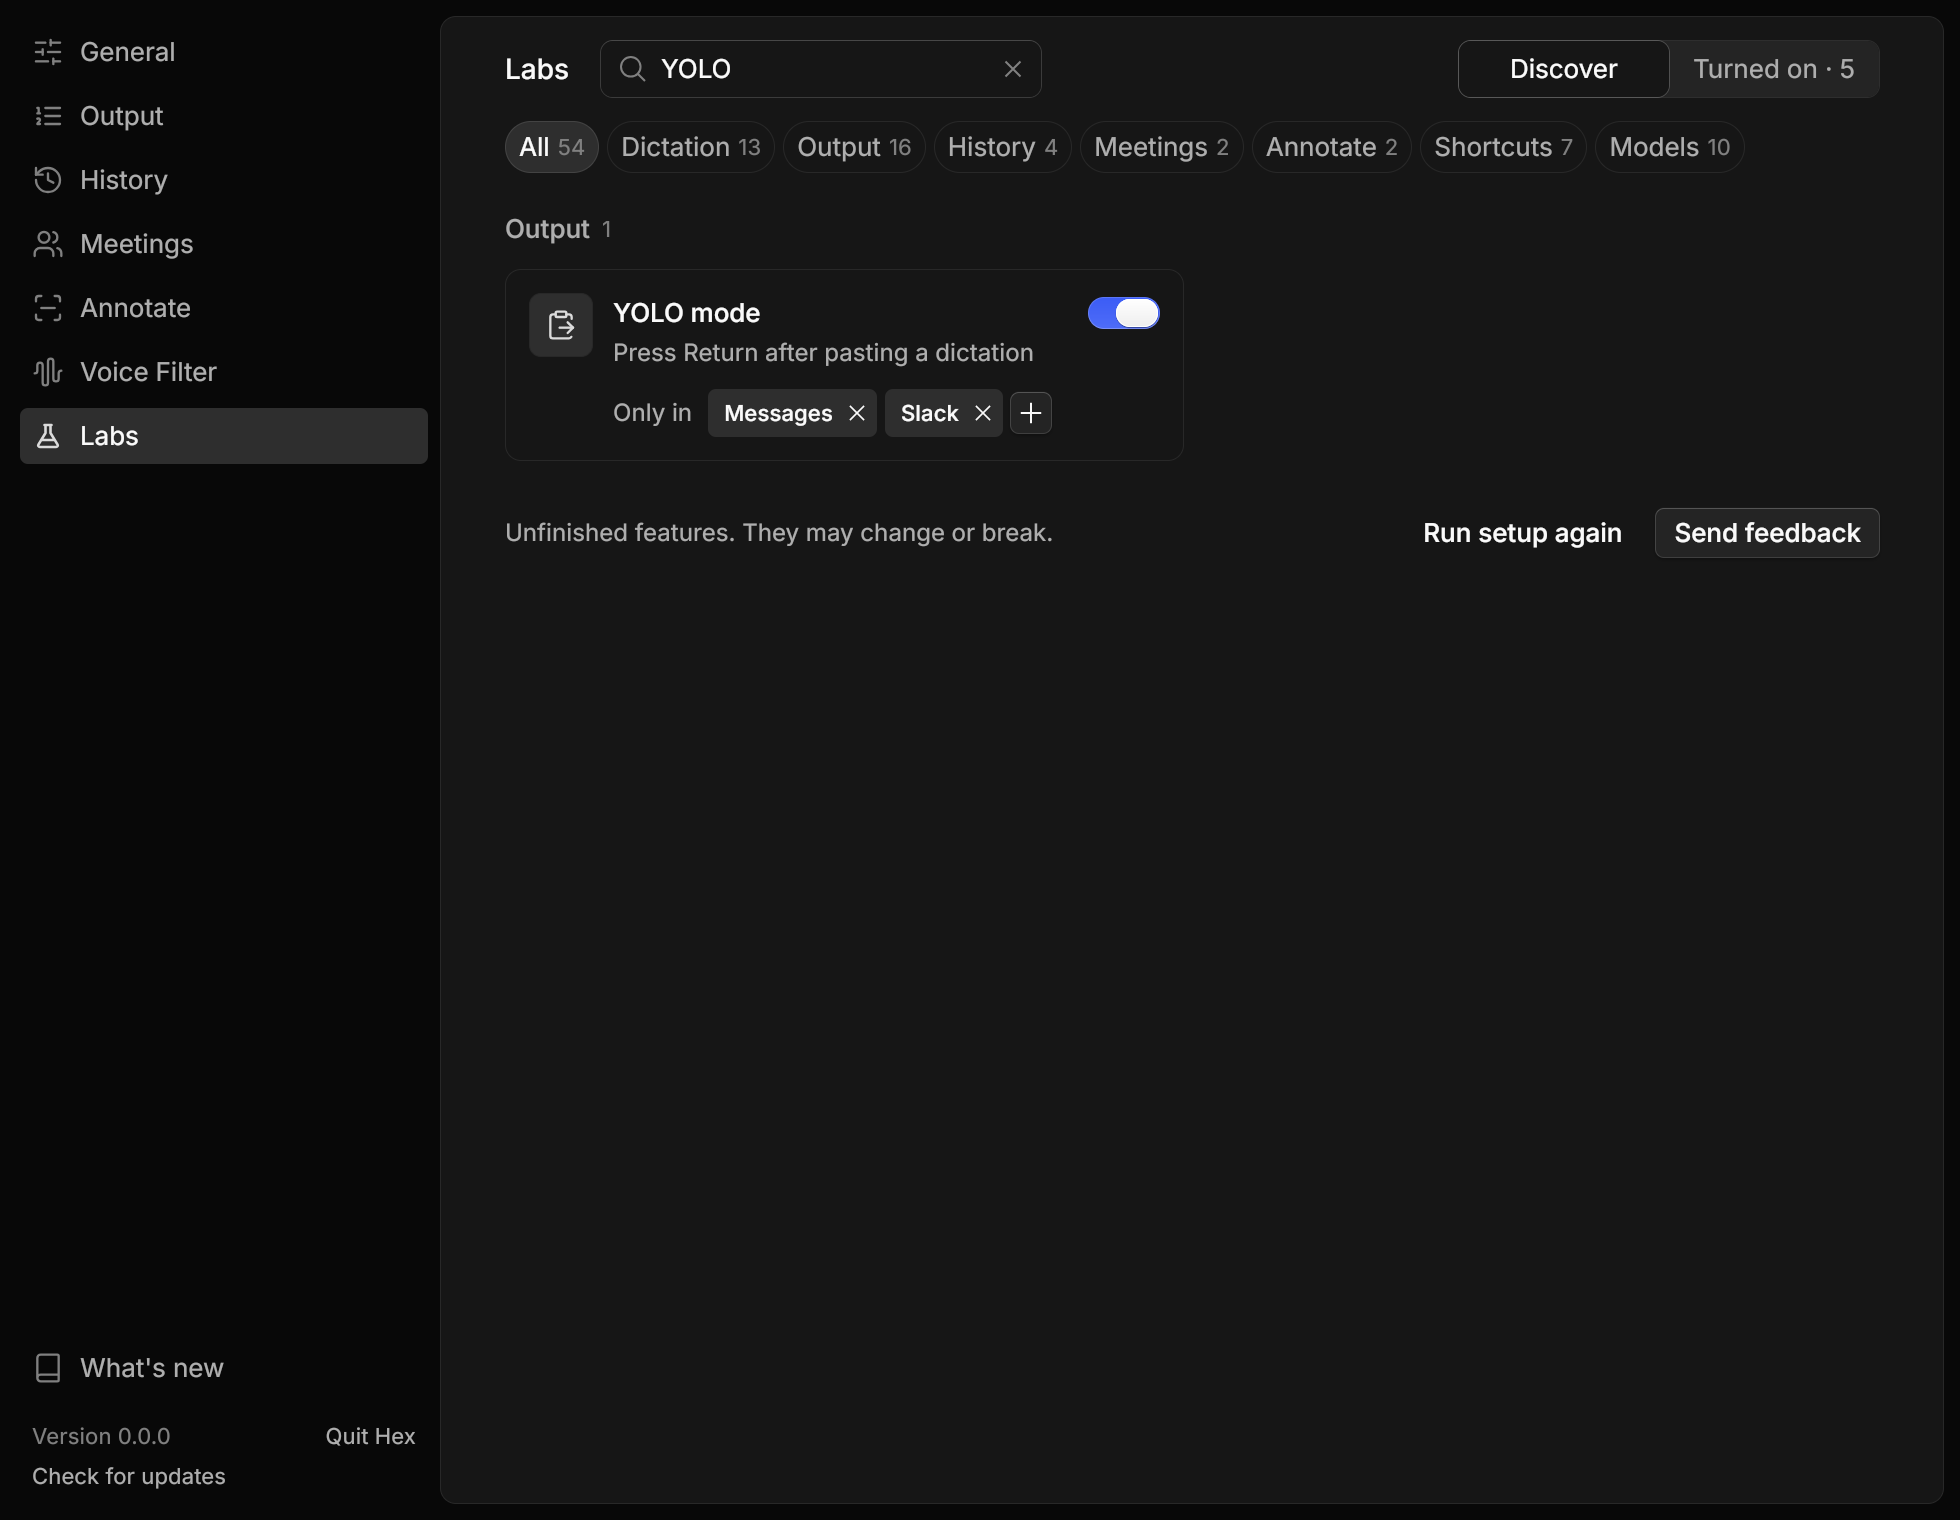 General
Output
History
Meetings
Annotate
Voice Filter
Labs
What's new
Version 0.0.0
Quit Hex
Check for updates
Labs
YOLO
Discover
Turned on · 5
All 54
Dictation 13
Output 16
History 4
Meetings 2
Annotate 2
Shortcuts 7
Models 10
Output 1
YOLO mode
Press Return after pasting a dictation
Only in
Messages
Slack
Unfinished features. They may change or break.
Run setup again
Send feedback